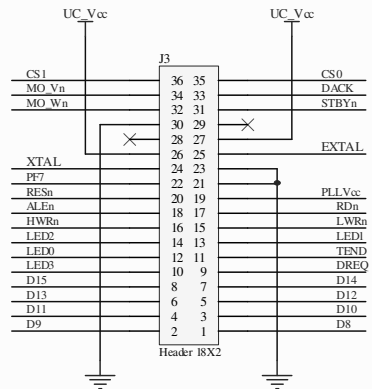 UC_Vcc UC_Vcc
J3
CS1 36 35 CS0
MO_Vn 34 33 DACK
MO_Wn 32 31 STBYn
30 29
28 27
26 25 EXTAL
XTAL 24 23
PF7 22 21
RESn 20 19 PLLVcc
ALEn 18 17 RDn
HWRn 16 15 LWRn
LED2 14 13 LED1
LED0 12 11 TEND
LED3 10 9 DREQ
D15 8 7 D14
D13 6 5 D12
D11 4 3 D10
D9 2 1 D8
Header 18X2